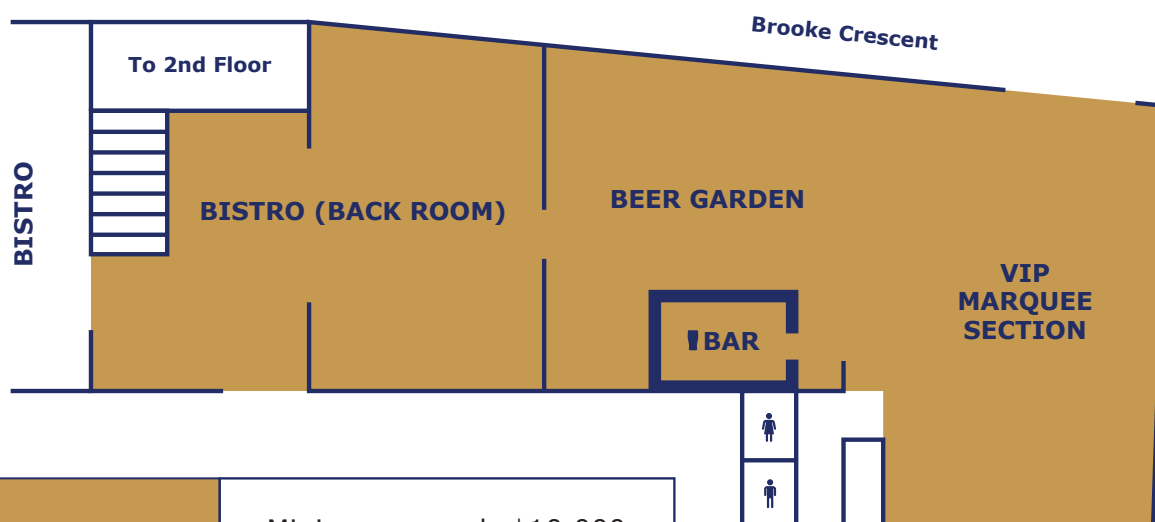 Brooke Crescent
To 2nd Floor
BISTRO
BISTRO (BACK ROOM)
BEER GARDEN
VIP
MARQUEE
SECTION
BAR